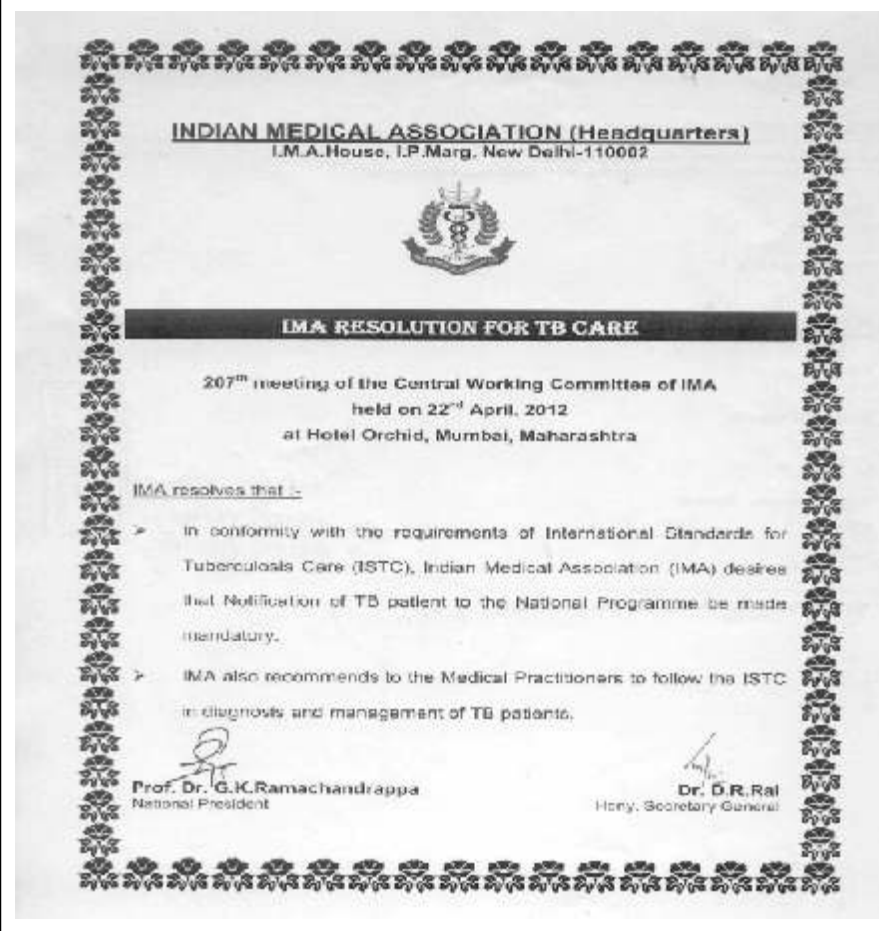 INDIAN MEDICAL ASSOCIATION (Headquarters)
I.M.A.House, I.P.Marg, New Delhi-110002
IMA RESOLUTION FOR TB CARE
207th meeting of the Central Working Committee of IMA
held on 22nd April, 2012
at Hotel Orchid, Mumbai, Maharashtra
IMA resolves that :-
➢ In conformity with the requirements of International Standards for
Tuberculosis Care (ISTC), Indian Medical Association (IMA) desires
that Notification of TB patient to the National Programme be made
mandatory.
➢ IMA also recommends to the Medical Practitioners to follow the ISTC
in diagnosis and management of TB patients.
Prof. Dr. G.K.Ramachandrappa Dr. D.R.Rai
National President Hony. Secretary General